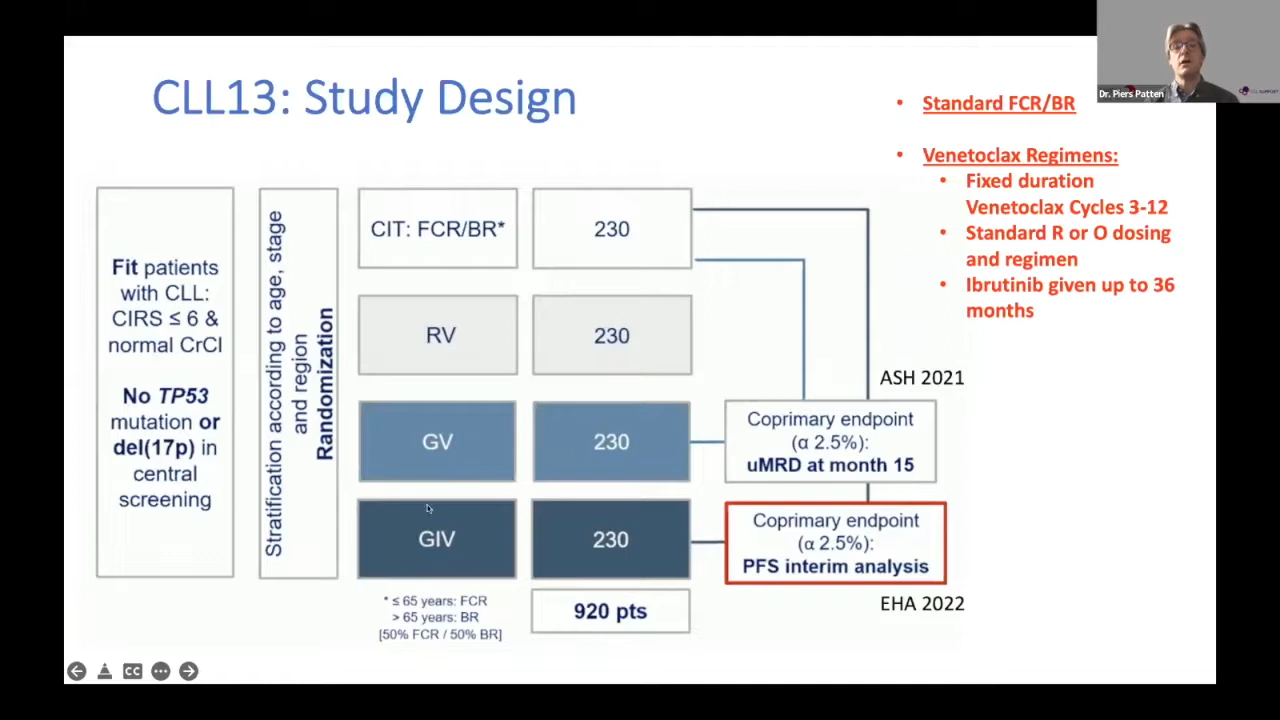 CLL13: Study Design
Dr. Piers Patten
• Standard FCR/BR
• Venetoclax Regimens:
• Fixed duration
Venetoclax Cycles 3-12
• Standard R or O dosing
and regimen
• Ibrutinib given up to 36
months
Fit patients
with CLL:
CIRS ≤ 6 &
normal CrCl
No TP53
mutation or
del(17p) in
central
screening
Stratification according to age, stage
and region
Randomization
CIT: FCR/BR*
230
RV
230
GV
230
GIV
230
* ≤ 65 years: FCR
> 65 years: BR
[50% FCR / 50% BR]
920 pts
ASH 2021
Coprimary endpoint
(α 2.5%):
uMRD at month 15
Coprimary endpoint
(α 2.5%):
PFS interim analysis
EHA 2022
CC